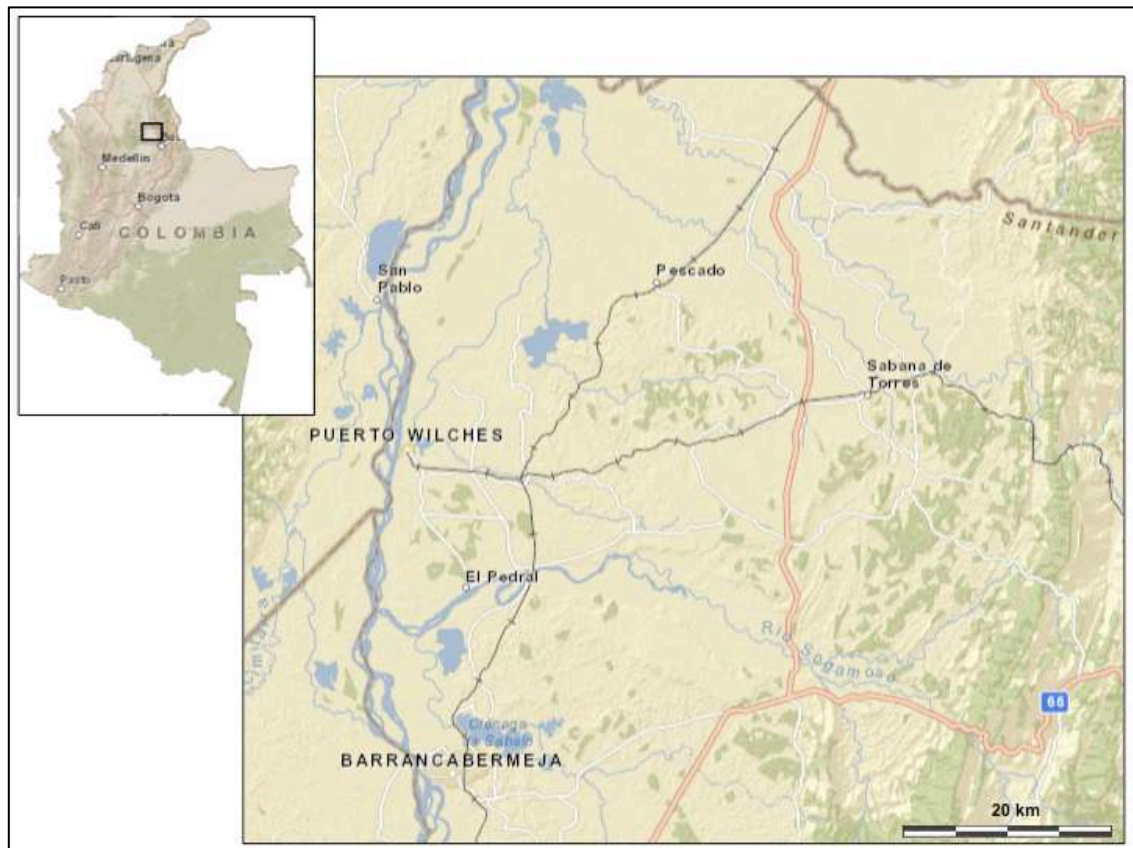 Medellin
Bogota
Cali
COLOMBIA
Pasto
Santander
San
Pablo
Pescado
Sabana de
Torres
PUERTO WILCHES
El Pedral
Rio Sogamoso
66
Cienaga
BARRANCABERMEJA
20 km